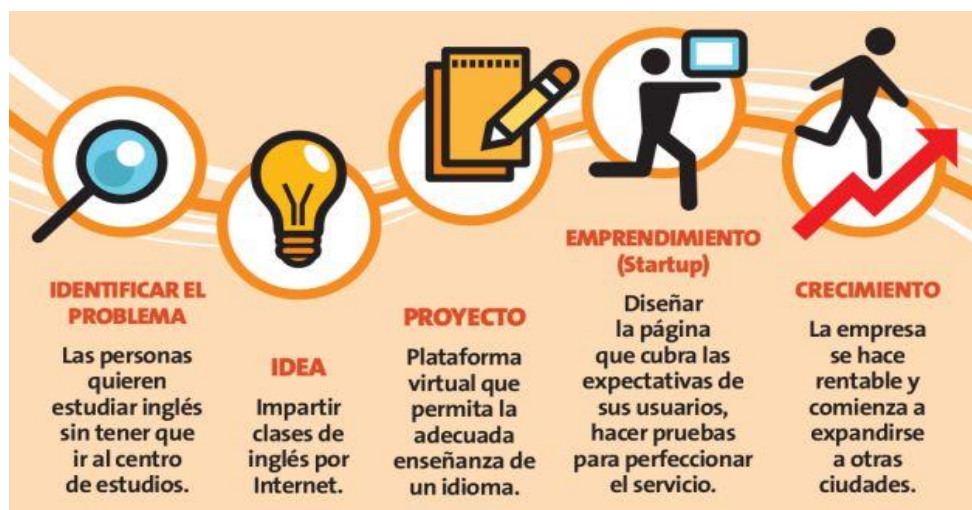 IDENTIFICAR EL
PROBLEMA
Las personas
quieren
estudiar inglés
sin tener que
ir al centro
de estudios.
IDEA
Impartir
clases de
inglés por
Internet.
PROYECTO
Plataforma
virtual que
permita la
adecuada
enseñanza de
un idioma.
EMPRENDIMIENTO
(Startup)
Diseñar
la página
que cubra las
expectativas de
sus usuarios,
hacer pruebas
para perfeccionar
el servicio.
CRECIMIENTO
La empresa
se hace
rentable y
comienza a
expandirse
a otras
ciudades.